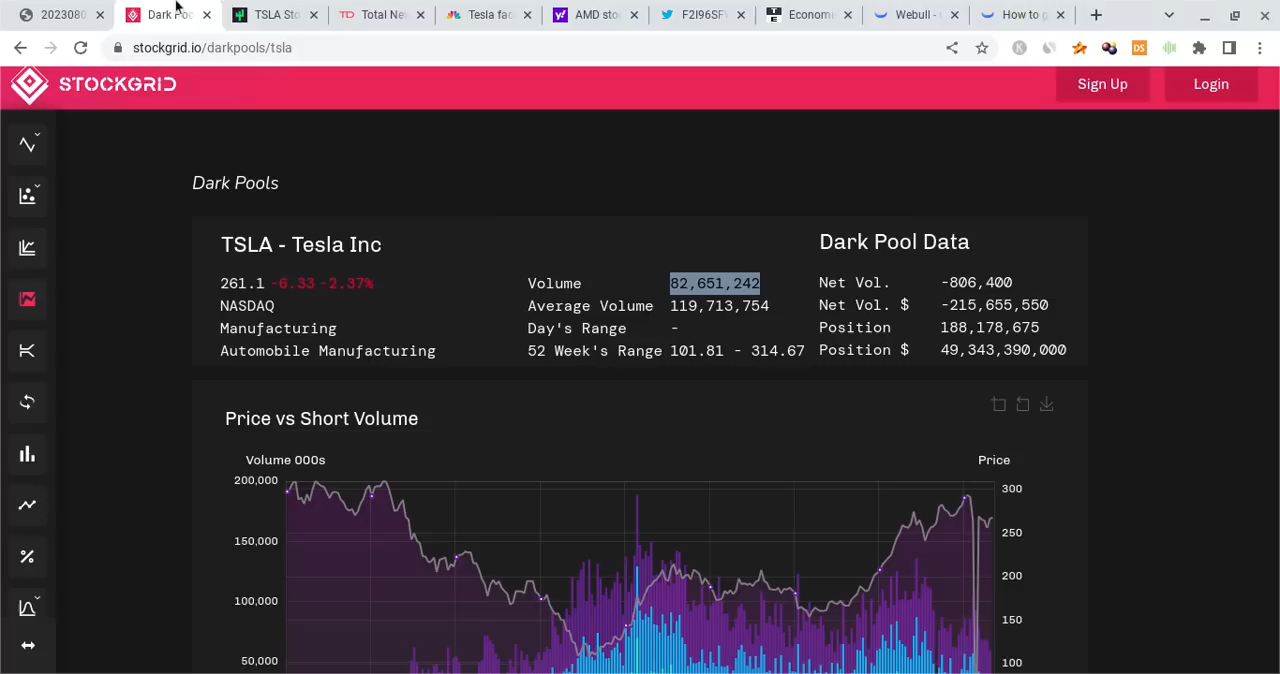 2023080
Dark Poo
TSLA Sto
Total Ne
Tesla fac
AMD sto
F2I96SF
Economi
Webull -
How to g
stockgrid.io/darkpools/tsla
STOCKGRID
Sign Up
Login
Dark Pools
TSLA - Tesla Inc
261.1 -6.33 -2.37%
NASDAQ
Manufacturing
Automobile Manufacturing
Volume 82,651,242
Average Volume 119,713,754
Day's Range -
52 Week's Range 101.81 - 314.67
Dark Pool Data
Net Vol. -806,400
Net Vol. $ -215,655,550
Position 188,178,675
Position $ 49,343,390,000
Price vs Short Volume
Volume 000s
Price
200,000
150,000
100,000
50,000
300
250
200
150
100